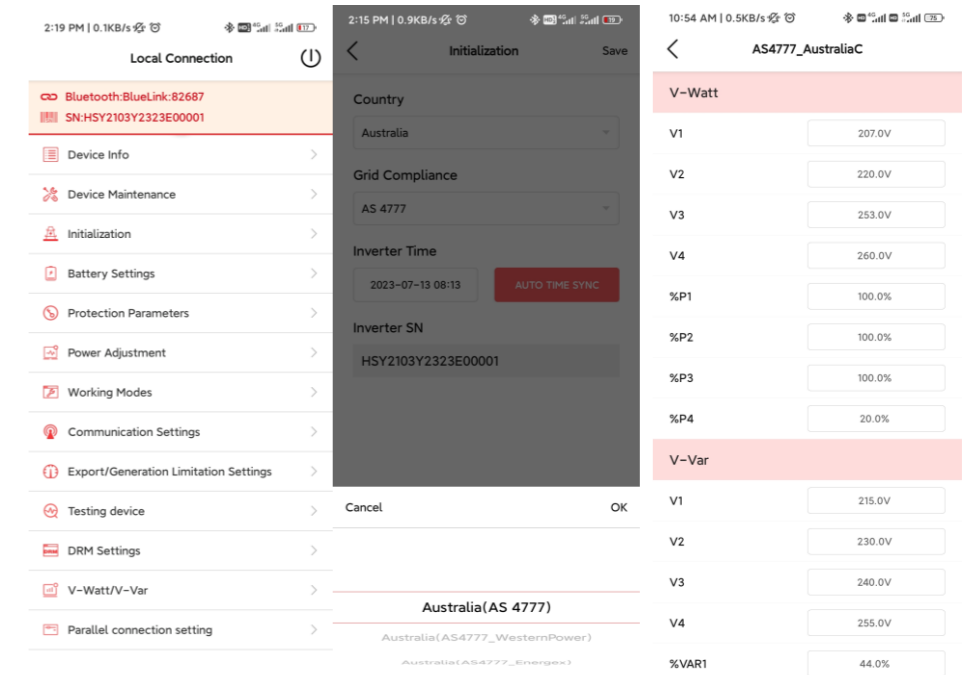 2:19 PM | 0.1KB/s
Local Connection
Bluetooth:BlueLink:82687
SN:HSY2103Y2323E00001
Device Info
Device Maintenance
Initialization
Battery Settings
Protection Parameters
Power Adjustment
Working Modes
Communication Settings
Export/Generation Limitation Settings
Testing device
DRM Settings
V-Watt/V-Var
Parallel connection setting
2:15 PM | 0.9KB/s
Initialization Save
Country
Australia
Grid Compliance
AS 4777
Inverter Time
2023-07-13 08:13 AUTO TIME SYNC
Inverter SN
HSY2103Y2323E00001
Cancel OK
Australia(AS 4777)
Australia(AS4777_WesternPower)
Australia(AS4777_Energex)
10:54 AM | 0.5KB/s
AS4777_AustraliaC
V-Watt
V1 207.0V
V2 220.0V
V3 253.0V
V4 260.0V
%P1 100.0%
%P2 100.0%
%P3 100.0%
%P4 20.0%
V-Var
V1 215.0V
V2 230.0V
V3 240.0V
V4 255.0V
%VAR1 44.0%